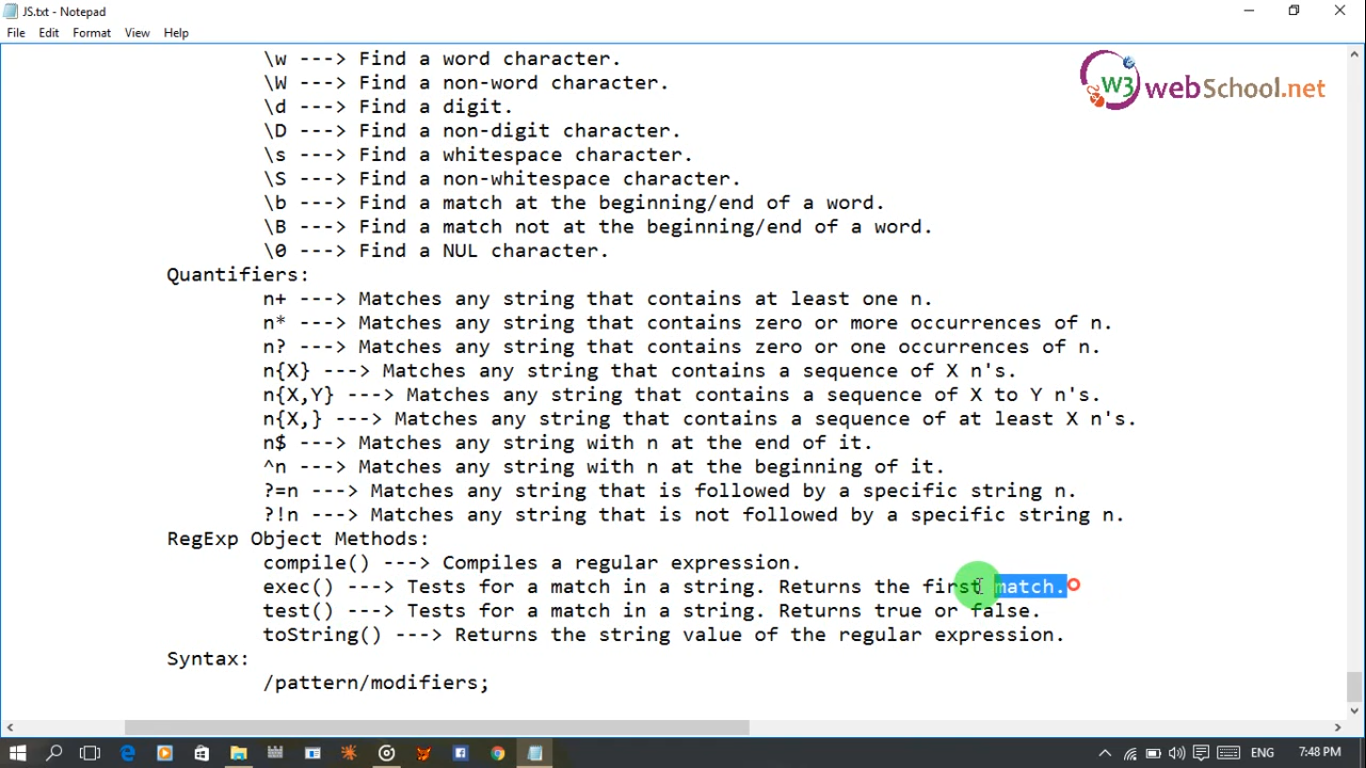 JS.txt - Notepad
File Edit Format View Help
\w ---> Find a word character.
\W ---> Find a non-word character.
\d ---> Find a digit.
\D ---> Find a non-digit character.
\s ---> Find a whitespace character.
\S ---> Find a non-whitespace character.
\b ---> Find a match at the beginning/end of a word.
\B ---> Find a match not at the beginning/end of a word.
\0 ---> Find a NUL character.
Quantifiers:
n+ ---> Matches any string that contains at least one n.
n* ---> Matches any string that contains zero or more occurrences of n.
n? ---> Matches any string that contains zero or one occurrences of n.
n{X} ---> Matches any string that contains a sequence of X n's.
n{X,Y} ---> Matches any string that contains a sequence of X to Y n's.
n{X,} ---> Matches any string that contains a sequence of at least X n's.
n$ ---> Matches any string with n at the end of it.
^n ---> Matches any string with n at the beginning of it.
?=n ---> Matches any string that is followed by a specific string n.
?!n ---> Matches any string that is not followed by a specific string n.
RegExp Object Methods:
compile() ---> Compiles a regular expression.
exec() ---> Tests for a match in a string. Returns the first match.
test() ---> Tests for a match in a string. Returns true or false.
toString() ---> Returns the string value of the regular expression.
Syntax:
/pattern/modifiers;
W3 webSchool.net
ENG 7:48 PM